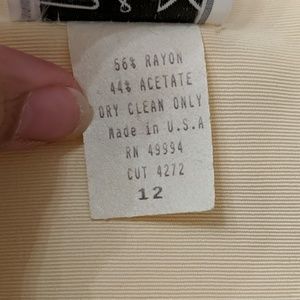 56% RAYON
44% ACETATE
DRY CLEAN ONLY
Made in U.S.A
RN 49994
CUT 4272
12